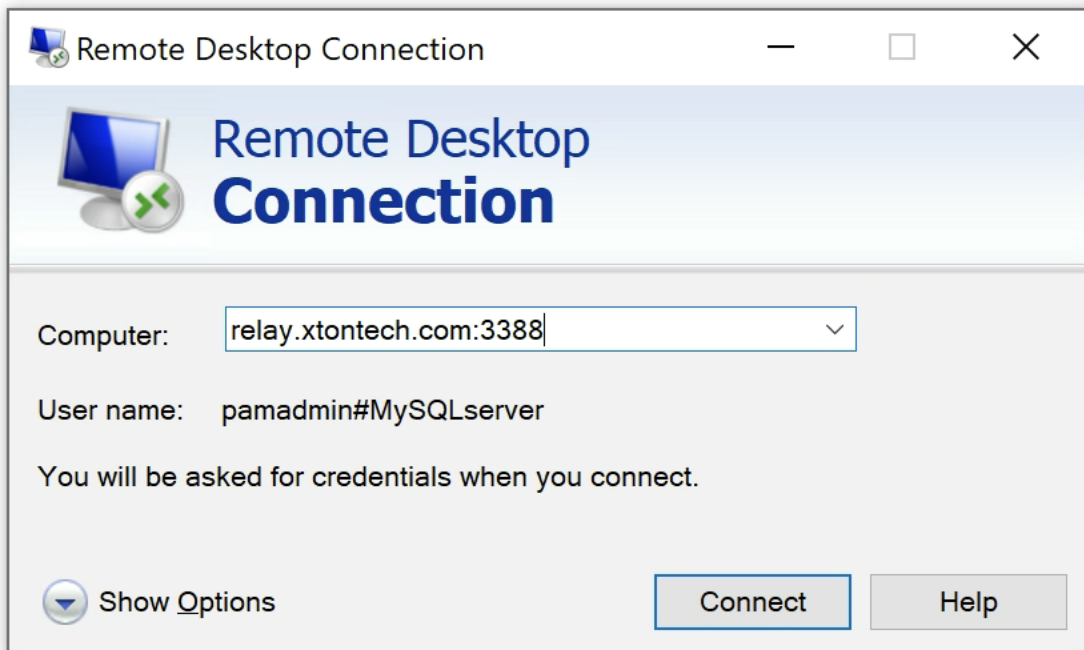 Remote Desktop Connection
Remote Desktop
Connection
Computer:
relay.xtontech.com:3388
User name:
pamadmin#MySQLserver
You will be asked for credentials when you connect.
Show Options
Connect
Help